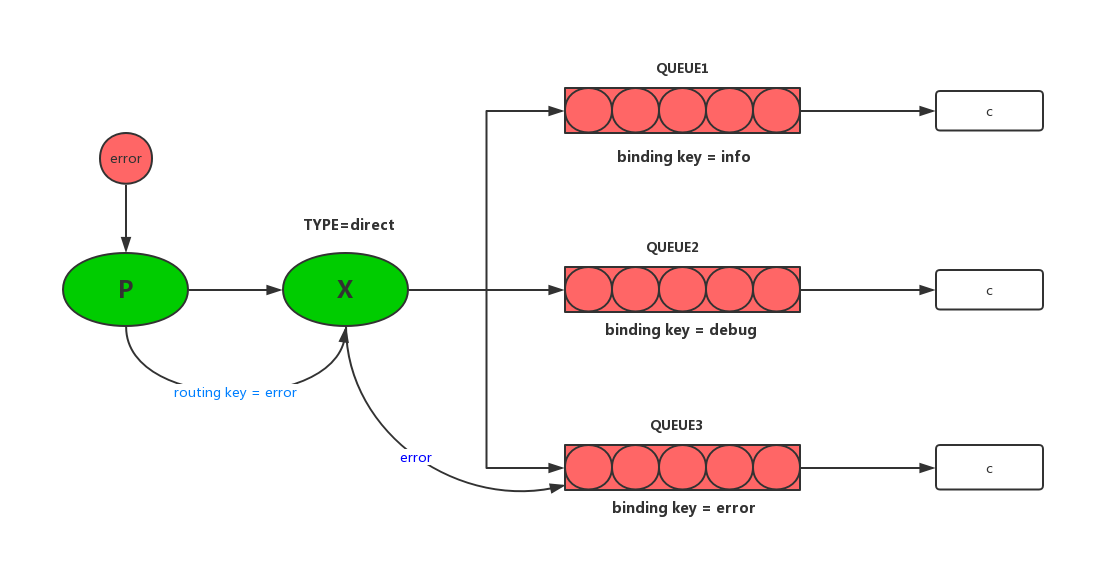 QUEUE1
c
binding key = info
error
TYPE=direct
QUEUE2
P
X
c
binding key = debug
routing key = error
QUEUE3
error
c
binding key = error